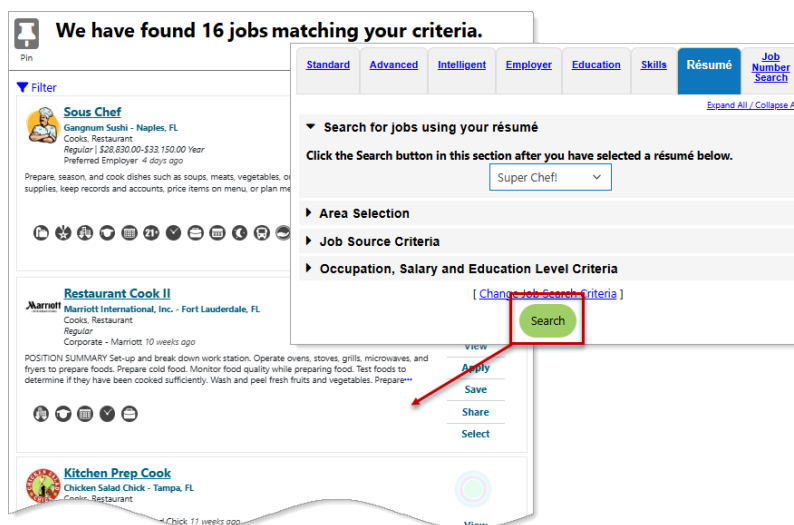 We have found 16 jobs matching your criteria.
Pin
Filter
Sous Chef
Gangnum Sushi - Naples, FL
Cooks, Restaurant
Regular | $28,830.00-$33,150.00 Year
Preferred Employer 4 days ago
Prepare, season, and cook dishes such as soups, meats, vegetables,
supplies, keep records and accounts, price items on menu, or plan
21+
Restaurant Cook II
Marriott
Marriott International, Inc. - Fort Lauderdale, FL
Cooks, Restaurant
Regular
Corporate - Marriott 10 weeks ago
POSITION SUMMARY Set-up and break down work station. Operate ovens, stoves, grills, microwaves, and
fryers to prepare foods. Prepare cold food. Monitor food quality while preparing food. Test foods to
determine if they have been cooked sufficiently. Wash and peel fresh fruits and vegetables. Prepare•••
View
Apply
Save
Share
Select
Kitchen Prep Cook
Chicken Salad Chick - Tampa, FL
Cooks, Restaurant
Chick 11 weeks ago
View
Standard
Advanced
Intelligent
Employer
Education
Skills
Résumé
Job
Number
Search
Expand All / Collapse
Search for jobs using your résumé
Click the Search button in this section after you have selected a résumé below.
Super Chef!
Area Selection
Job Source Criteria
Occupation, Salary and Education Level Criteria
[ Change Job Search Criteria ]
Search